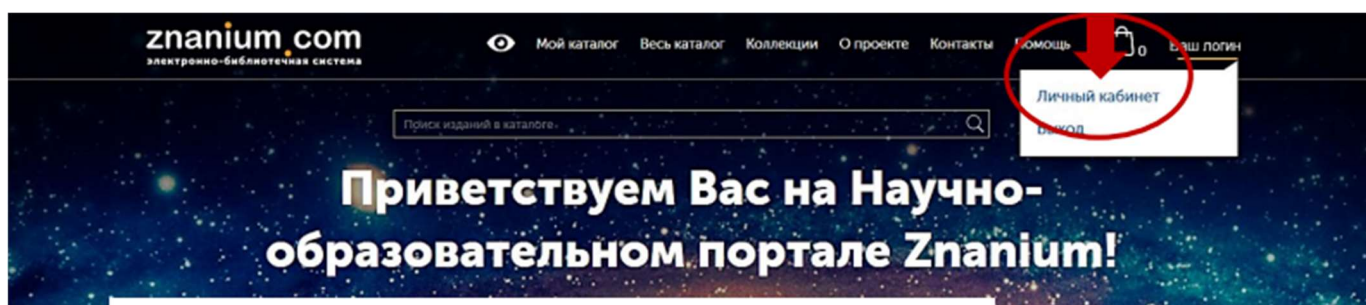 znanium.com
электронно-библиотечная система
Мой каталог Весь каталог Коллекции О проекте Контакты Помощь 0 Ваш логин
Личный кабинет
Выход
Поиск изданий в каталоге
Приветствуем Вас на Научно-
образовательном портале Znanium!